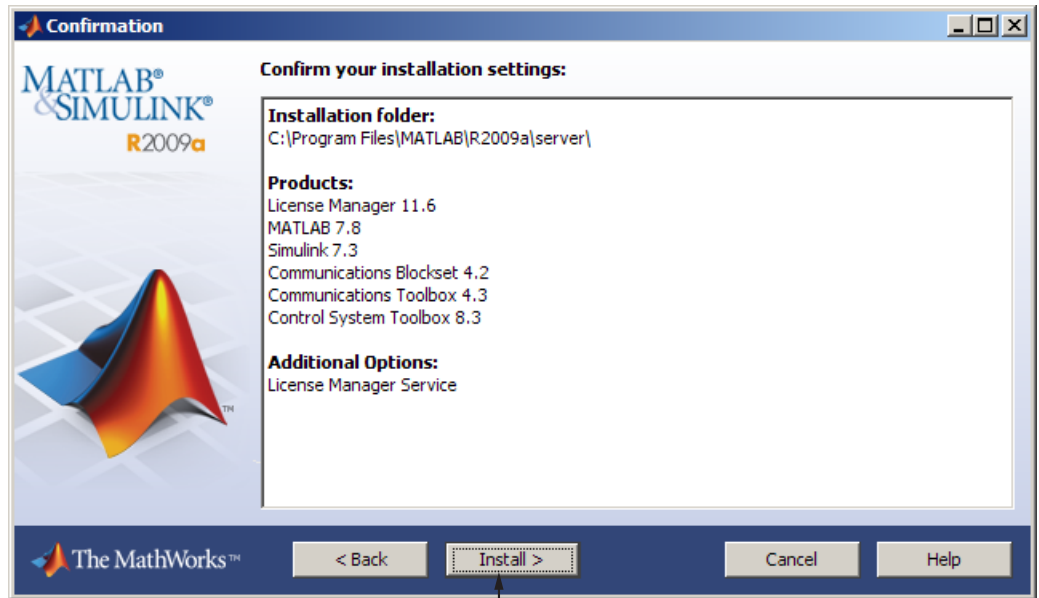 Confirmation
MATLAB®
&SIMULINK®
R2009a
Confirm your installation settings:
Installation folder:
C:\Program Files\MATLAB\R2009a\server\
Products:
License Manager 11.6
MATLAB 7.8
Simulink 7.3
Communications Blockset 4.2
Communications Toolbox 4.3
Control System Toolbox 8.3
Additional Options:
License Manager Service
TM
The MathWorks™
< Back
Install >
Cancel
Help